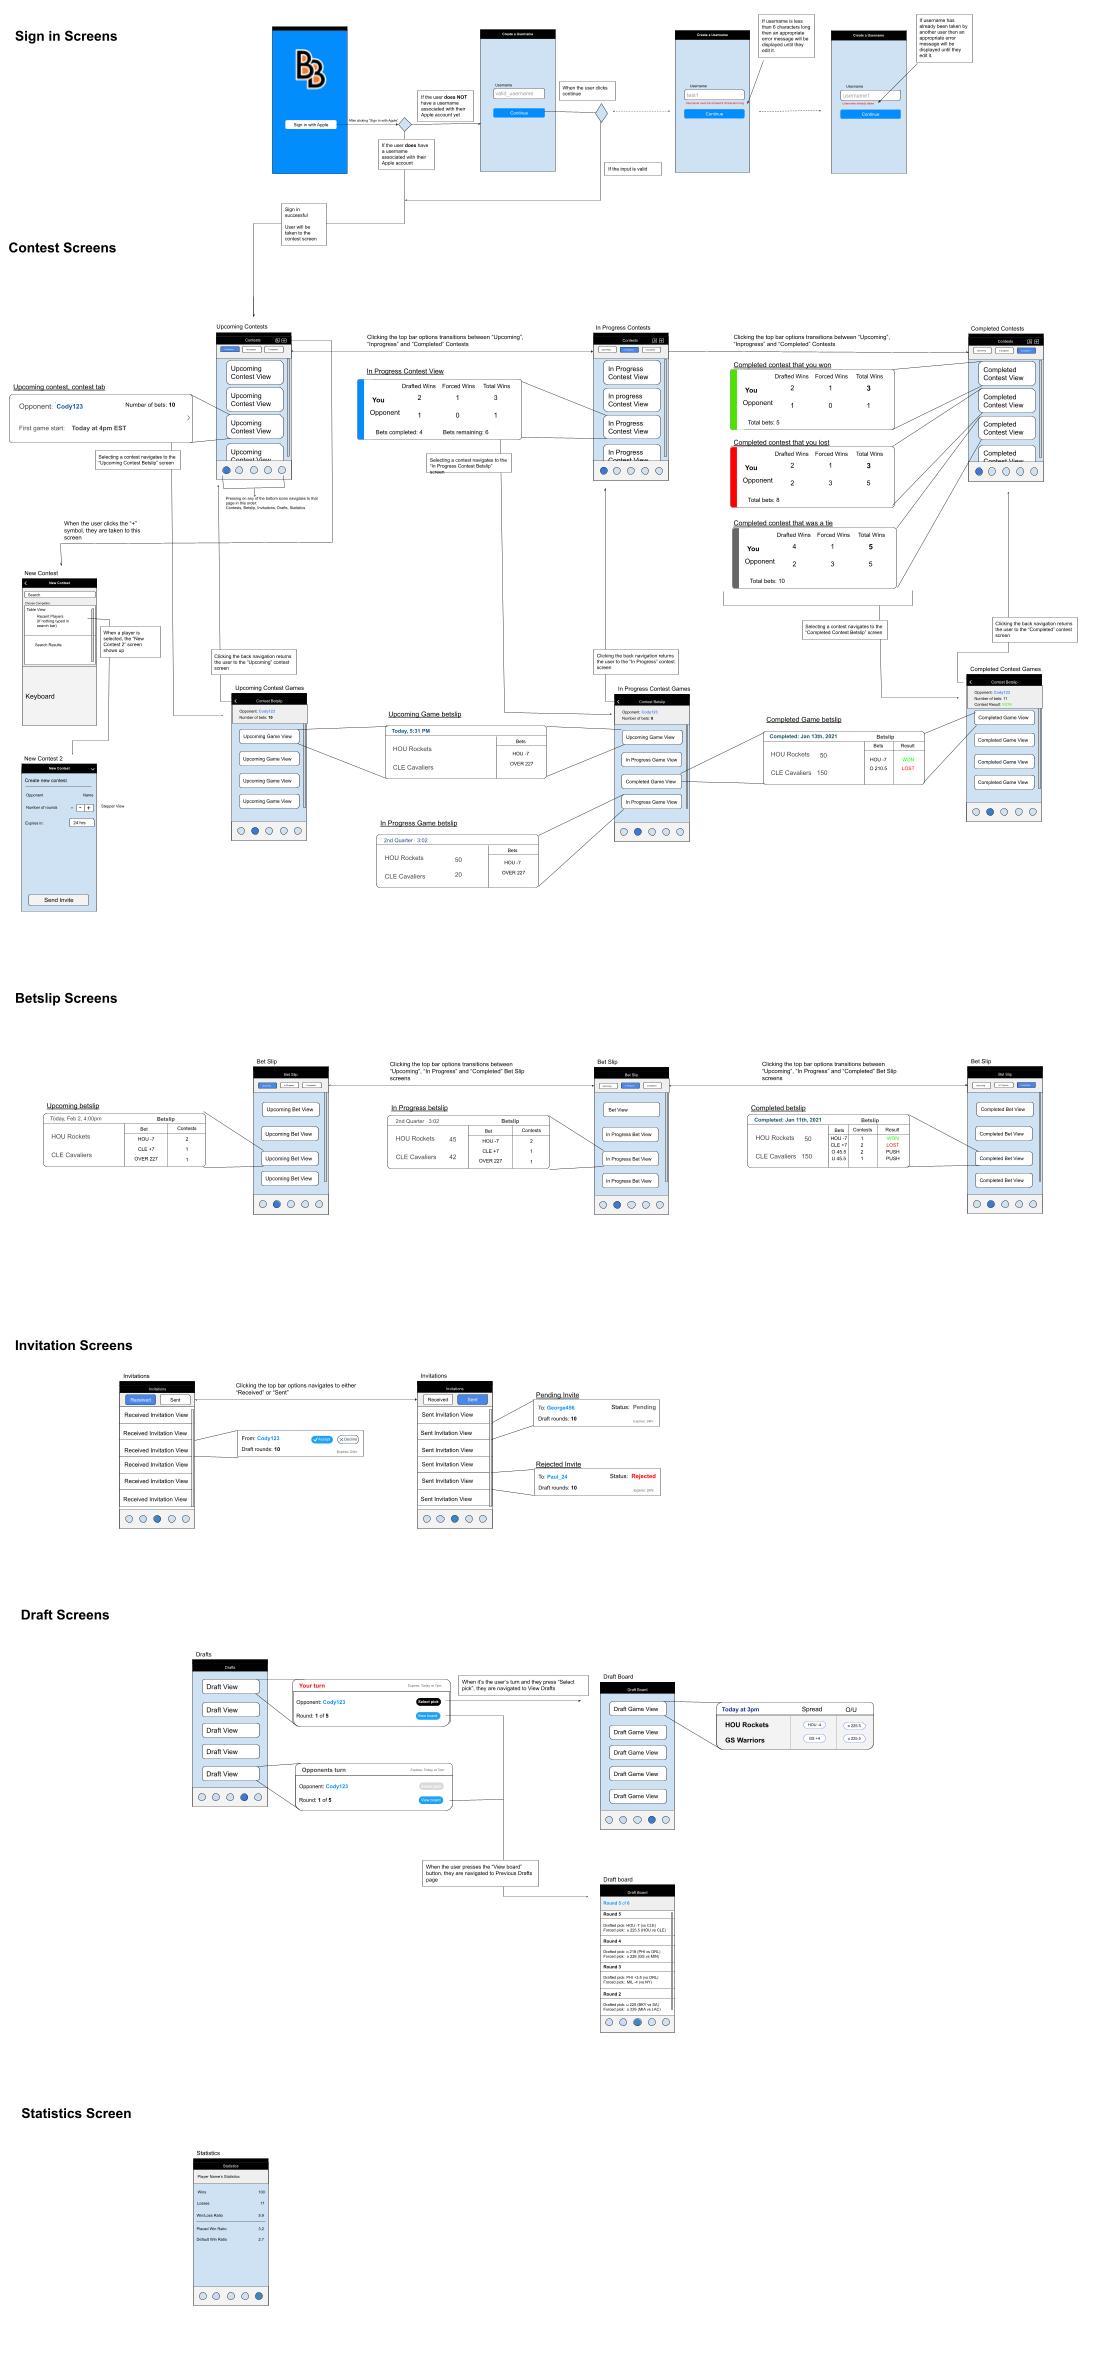 Sign in Screens
BB
Sign in with Apple
After clicking "Sign in with Apple"
If the user does NOT
have a username
associated with their
Apple account yet
If the user does have
a username
associated with their
Apple account
Create a Username
Username
valid_username
Continue
When the user clicks
continue
If the input is valid
Create a Username
Username
test1
Continue
If username is less
than 6 characters long
then an appropriate
error message will be
displayed until they
edit it.
Create a Username
Username
username1
Continue
If username has
already been taken by
another user then an
appropriate error
message will be
displayed until they
edit it.
Sign in
successful
User will be
taken to the
contest screen
Contest Screens
Upcoming Contests
Contests
Upcoming
Contest View
Upcoming
Contest View
Upcoming
Contest View
Upcoming
Contest View
Upcoming contest, contest tab
Opponent: Cody123
Number of bets: 10
First game start: Today at 4pm EST
Selecting a contest navigates to the
"Upcoming Contest Betslip" screen
Pressing on any of the bottom icons navigates to that
page in this order:
Contests, Betslip, Invitations, Drafts, Statistics
Clicking the top bar options transitions between "Upcoming",
"Inprogress" and "Completed" Contests
In Progress Contest View
Drafted Wins Forced Wins Total Wins
You 2 1 3
Opponent 1 0 1
Bets completed: 4 Bets remaining: 6
Selecting a contest navigates to the
"In Progress Contest Betslip"
screen
In Progress Contests
Contests
In Progress
Contest View
In Progress
Contest View
In Progress
Contest View
In Progress
Contest View
Clicking the top bar options transitions between "Upcoming",
"Inprogress" and "Completed" Contests
Completed contest that you won
Drafted Wins Forced Wins Total Wins
You 2 1 3
Opponent 1 0 1
Total bets: 5
Completed contest that you lost
Drafted Wins Forced Wins Total Wins
You 2 1 3
Opponent 2 3 5
Total bets: 8
Completed contest that was a tie
Drafted Wins Forced Wins Total Wins
You 4 1 5
Opponent 2 3 5
Total bets: 10
Selecting a contest navigates to the
"Completed Contest Betslip" screen
Completed Contests
Contests
Completed
Contest View
Completed
Contest View
Completed
Contest View
Completed
Contest View
Clicking the back navigation returns
the user to the "Completed" contest
screen
When the user clicks the "+"
symbol, they are taken to this
screen
New Contest
New Contest
Search
Choose Competitor
Table View
Recent Players
(if nothing typed in
search bar)
Search Results
Keyboard
When a player is
selected, the "New
Contest 2" screen
shows up
New Contest 2
New Contest
Create new contest
Opponent Name
Number of rounds - +
Stepper View
Expires in: 24 hrs
Send Invite
Clicking the back navigation returns
the user to the "Upcoming" contest
screen
Upcoming Contest Games
Contest Betslip
Opponent: Cody123
Number of bets: 10
Upcoming Game View
Upcoming Game View
Upcoming Game View
Upcoming Game View
Upcoming Game betslip
Today, 5:31 PM
Bets
HOU Rockets
HOU -7
OVER 227
CLE Cavaliers
In Progress Game betslip
2nd Quarter · 3:02
Bets
HOU Rockets 50
HOU -7
OVER 227
CLE Cavaliers 20
Clicking the back navigation returns
the user to the "In Progress" contest
screen
In Progress Contest Games
Contest Betslip
Opponent: Cody123
Number of bets: 8
Upcoming Game View
In Progress Game View
Completed Game View
In Progress Game View
Completed Game betslip
Completed: Jan 13th, 2021 Betslip
Bets Result
HOU Rockets 50
HOU -7 WON
O 210.5 LOST
CLE Cavaliers 150
Completed Contest Games
Contest Betslip
Opponent: Cody123
Number of bets: 11
Contest Result: WON
Completed Game View
Completed Game View
Completed Game View
Completed Game View
Betslip Screens
Upcoming betslip
Today, Feb 2, 4:00pm Betslip
Bet Contests
HOU Rockets
HOU -7 2
CLE +7 1
OVER 227 1
CLE Cavaliers
Bet Slip
Bet Slip
Upcoming Bet View
Upcoming Bet View
Upcoming Bet View
Upcoming Bet View
Clicking the top bar options transitions between
"Upcoming", "In Progress" and "Completed" Bet Slip
screens
In Progress betslip
2nd Quarter · 3:02 Betslip
Bet Contests
HOU Rockets 45
HOU -7 2
CLE +7 1
OVER 227 1
CLE Cavaliers 42
Bet Slip
Bet Slip
Bet View
In Progress Bet View
In Progress Bet View
In Progress Bet View
Clicking the top bar options transitions between
"Upcoming", "In Progress" and "Completed" Bet Slip
screens
Completed betslip
Completed: Jan 11th, 2021 Betslip
Bets Contests Result
HOU Rockets 50
HOU -7 1 WON
CLE +7 2 LOST
O 45.5 2 PUSH
U 45.5 1 PUSH
CLE Cavaliers 150
Bet Slip
Bet Slip
Completed Bet View
Completed Bet View
Completed Bet View
Completed Bet View
Invitation Screens
Invitations
Invitations
Received Sent
Received Invitation View
Received Invitation View
Received Invitation View
Received Invitation View
Received Invitation View
Received Invitation View
Clicking the top bar options navigates to either
"Received" or "Sent"
From: Cody123
Accept
Decline
Draft rounds: 10
Invitations
Invitations
Received Sent
Sent Invitation View
Sent Invitation View
Sent Invitation View
Sent Invitation View
Sent Invitation View
Sent Invitation View
Pending Invite
To: George456 Status: Pending
Draft rounds: 10
Rejected Invite
To: Paul_24 Status: Rejected
Draft rounds: 10
Draft Screens
Drafts
Drafts
Draft View
Draft View
Draft View
Draft View
Draft View
Your turn
Expires: Today at 7pm
Opponent: Cody123
Select pick
Round: 1 of 5
View board
Opponents turn
Expires: Today at 7pm
Opponent: Cody123
Select pick
Round: 1 of 5
View board
When it's the user's turn and they press "Select
pick", they are navigated to View Drafts
When the user presses the "View board"
button, they are navigated to Previous Drafts
page
Draft Board
Draft Board
Draft Game View
Draft Game View
Draft Game View
Draft Game View
Draft Game View
Today at 3pm Spread O/U
HOU Rockets HOU -4 o 225.5
GS Warriors GS +4 u 225.5
Draft board
Draft Board
Round 5 of 6
Round 5
Drafted pick: HOU -7 (vs CLE)
Forced pick: u 225.5 (HOU vs CLE)
Round 4
Drafted pick: o 218 (PHI vs ORL)
Forced pick: u 228 (GS vs MIN)
Round 3
Drafted pick: PHI +3.5 (vs ORL)
Forced pick: MIL -4 (vs NY)
Round 2
Drafted pick: u 220 (BKY vs SA)
Forced pick: o 229 (MIA vs LAC)
Statistics Screen
Statistics
Statistics
Player Name's Statistics
Wins 100
Losses 11
Win/Loss Ratio 9.9
Placed Win Ratio 3.2
Default Win Ratio 2.7